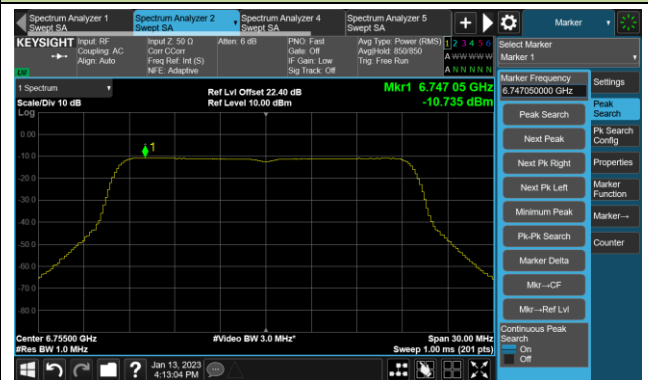 Spectrum Analyzer 1
Swept SA
Spectrum Analyzer 2
Swept SA
Spectrum Analyzer 4
Swept SA
Spectrum Analyzer 5
Swept SA
Marker
KEYSIGHT
Input: RF
Coupling: AC
Align: Auto
Input Z: 50 Ω
Corr CCorr
Freq Ref: Int (S)
NFE: Adaptive
Atten: 6 dB
PNO: Fast
Gate: Off
IF Gain: Low
Sig Track: Off
Avg Type: Power (RMS)
Avg|Hold: 850/850
Trig: Free Run
1 2 3 4 5 6
A W W W W W
A N N N N N
Select Marker
Marker 1
1 Spectrum
Scale/Div 10 dB
Log
Ref Lvl Offset 22.40 dB
Ref Level 10.00 dBm
Mkr1 6.747 05 GHz
-10.735 dBm
Marker Frequency
6.747050000 GHz
Peak Search
Next Peak
Next Pk Right
Next Pk Left
Minimum Peak
Pk-Pk Search
Marker Delta
Mkr→CF
Mkr→Ref Lvl
Continuous Peak
Search
On
Off
Settings
Peak
Search
Pk Search
Config
Properties
Marker
Function
Marker→
Counter
1
0.00
-10.0
-20.0
-30.0
-40.0
-50.0
-60.0
-70.0
-80.0
Center 6.75500 GHz
#Res BW 1.0 MHz
#Video BW 3.0 MHz*
Span 30.00 MHz
Sweep 1.00 ms (201 pts)
Jan 13, 2023
4:13:04 PM